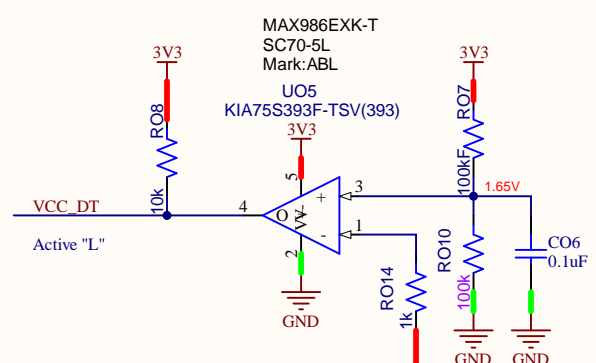 MAX986EXK-T
SC70-5L
Mark:ABL
UO5
KIA75S393F-TSV(393)
3V3
3V3
3V3
RO8
10k
RO7
100kF
1.65V
5
3
+
4
O
V+
V-
-
1
2
VCC_DT
Active "L"
RO10
100k
CO6
0.1uF
RO14
1k
GND
GND
GND